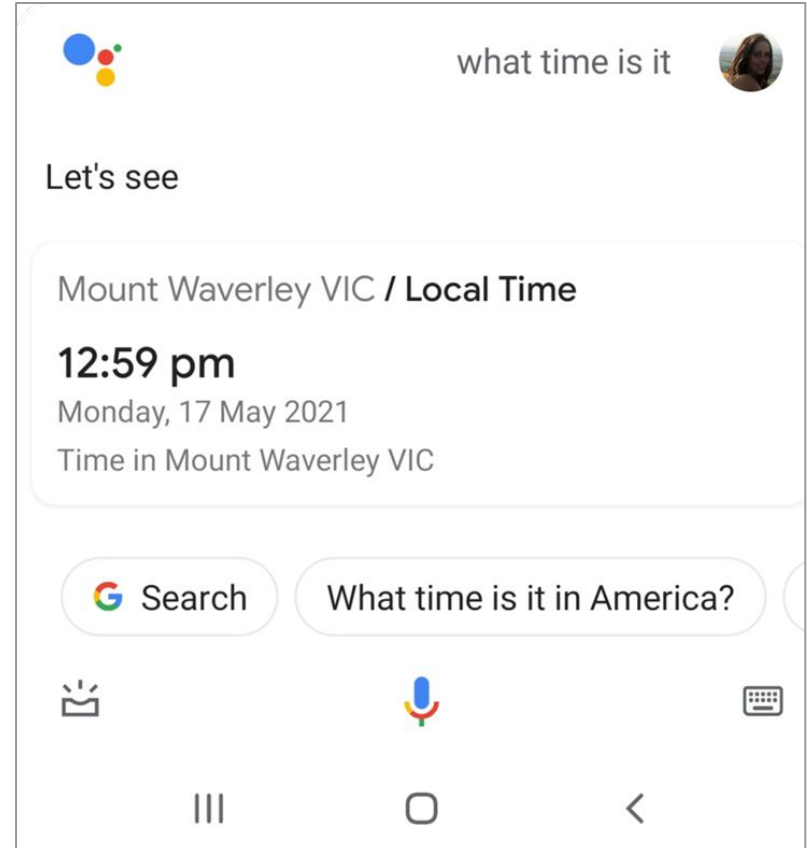 what time is it
Let's see
Mount Waverley VIC / Local Time
12:59 pm
Monday, 17 May 2021
Time in Mount Waverley VIC
G Search
What time is it in America?